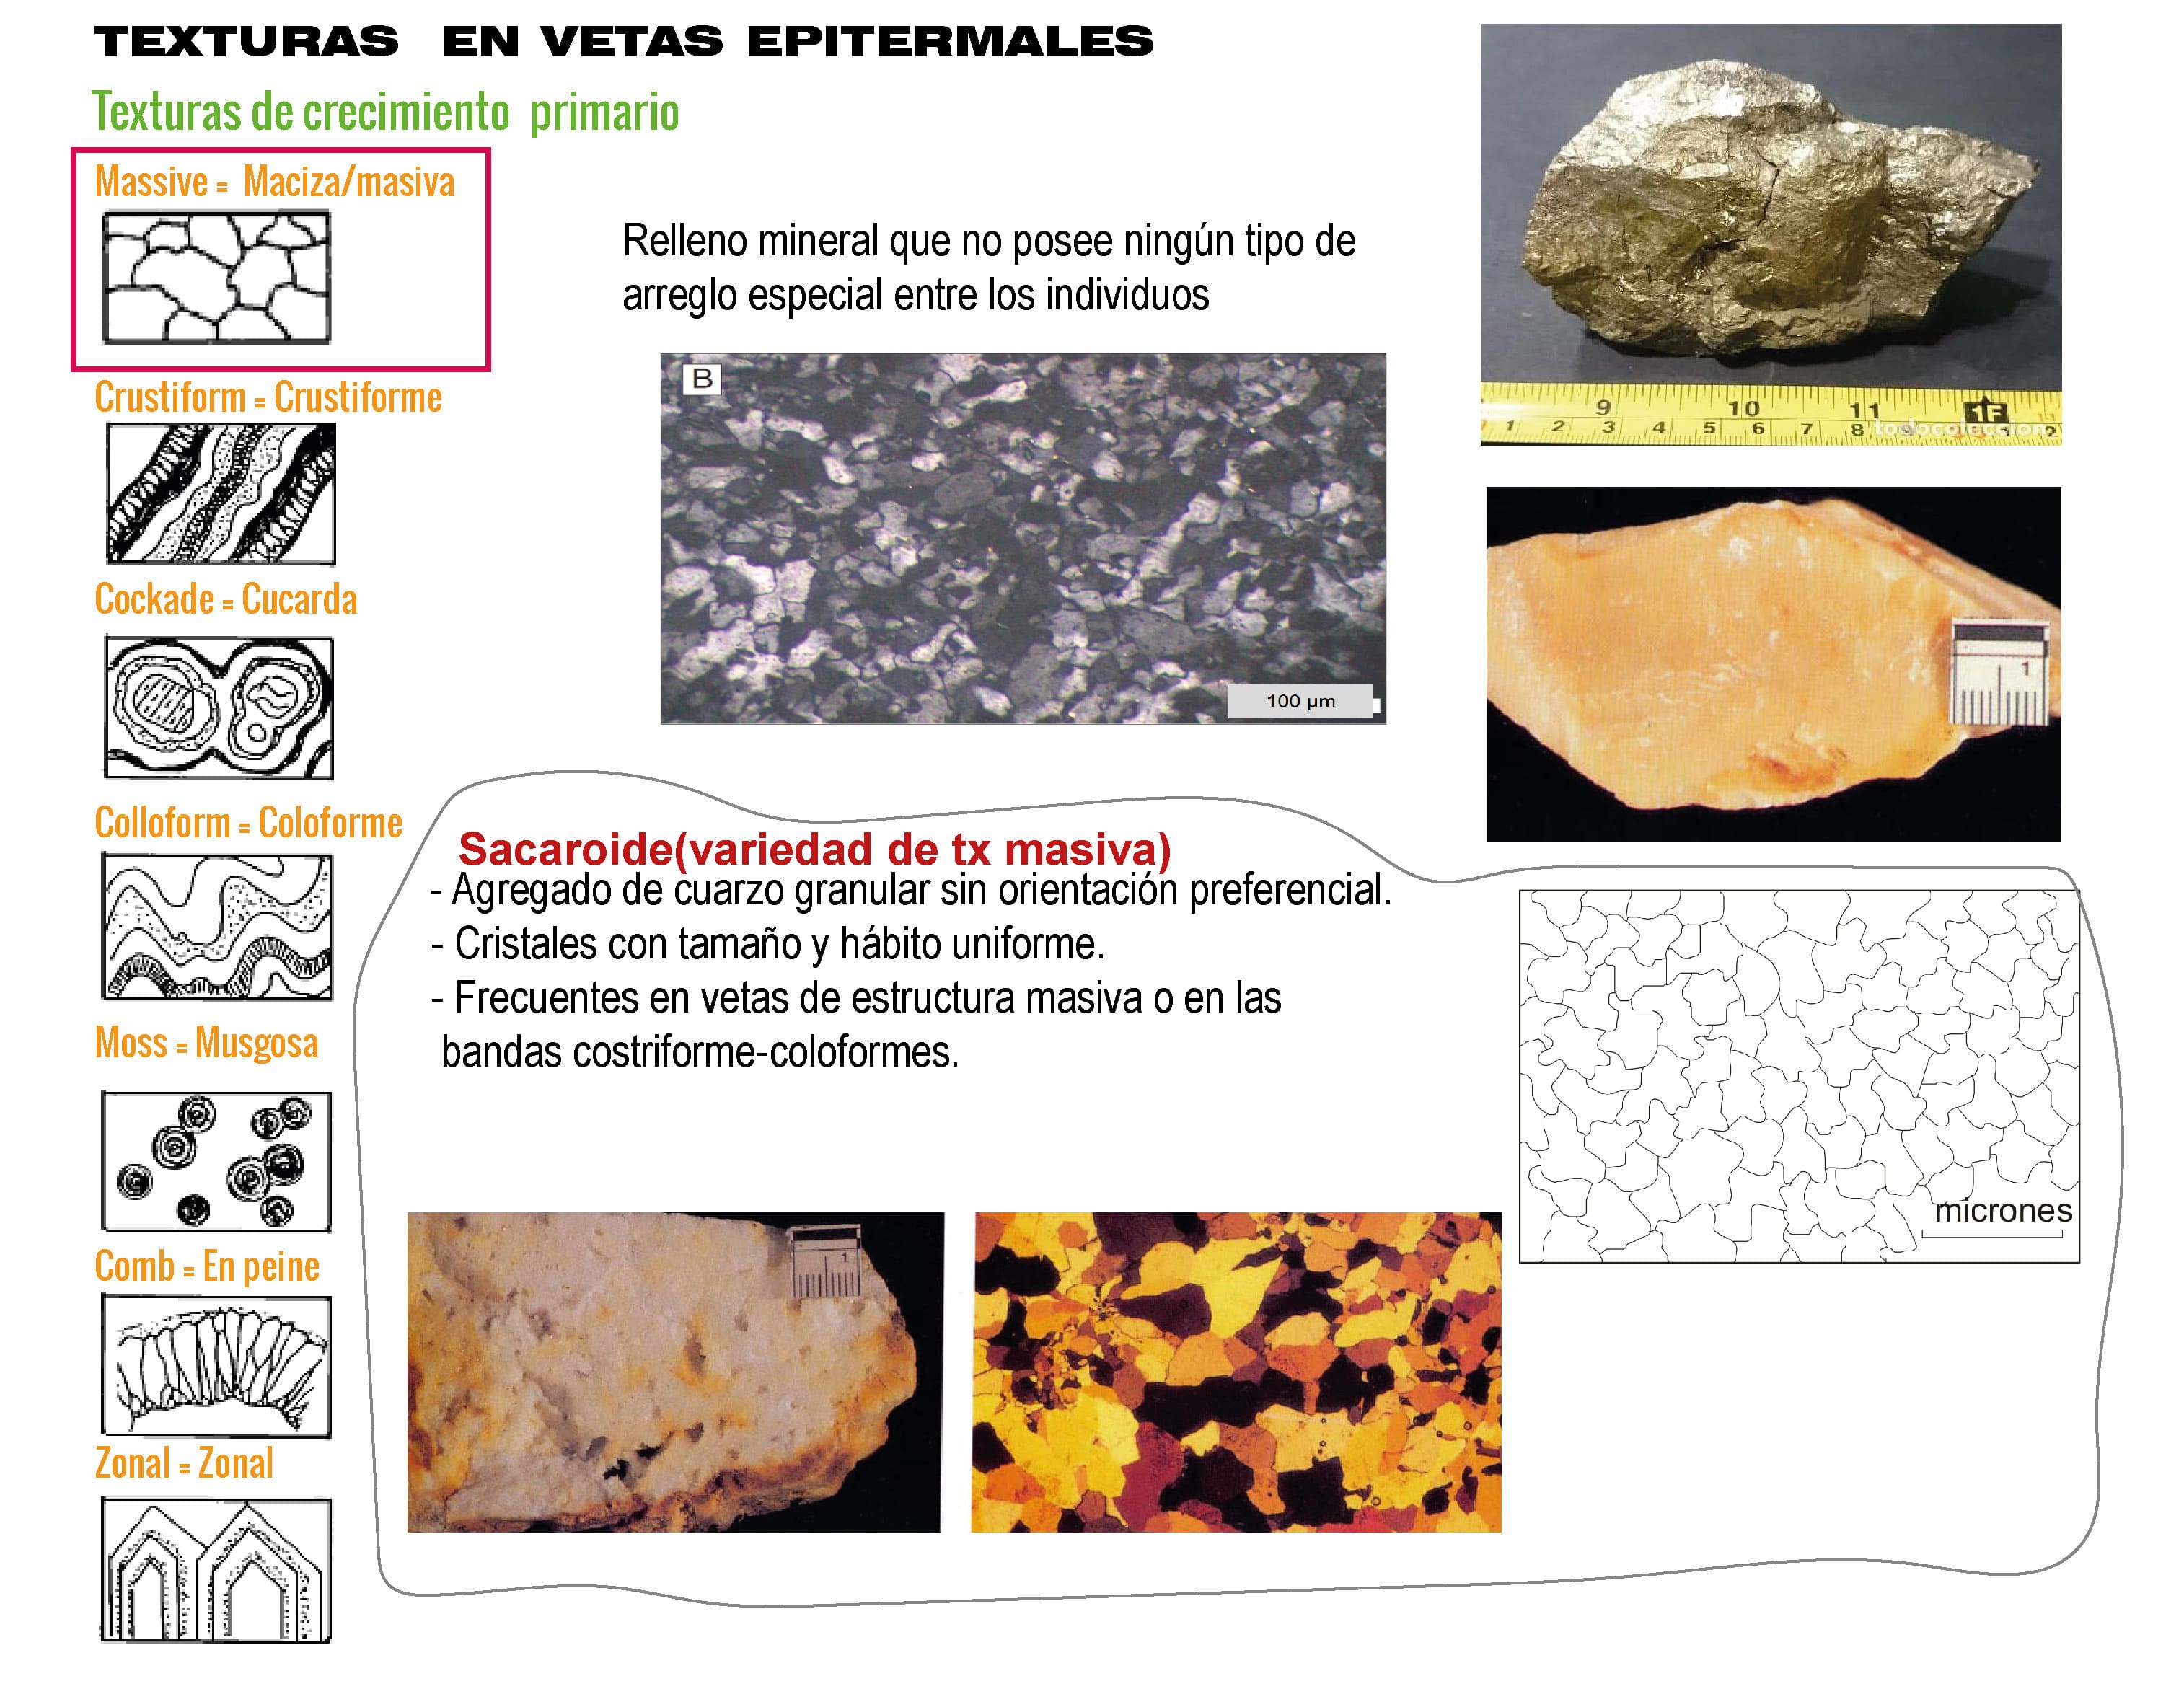 TEXTURAS EN VETAS EPITERMALES
Texturas de crecimiento primario
Massive = Maciza/masiva
Relleno mineral que no posee ningún tipo de
arreglo especial entre los individuos
B
100 µm
9 10 11 1F
1 2 3 4 5 6 7 8 9 1 2
todocoleccion
1
Crustiform = Crustiforme
Cockade = Cucarda
Colloform = Coloforme
Moss = Musgosa
Comb = En peine
Zonal = Zonal
Sacaroide(variedad de tx masiva)
- Agregado de cuarzo granular sin orientación preferencial.
- Cristales con tamaño y hábito uniforme.
- Frecuentes en vetas de estructura masiva o en las
bandas costriforme-coloformes.
micrones
1